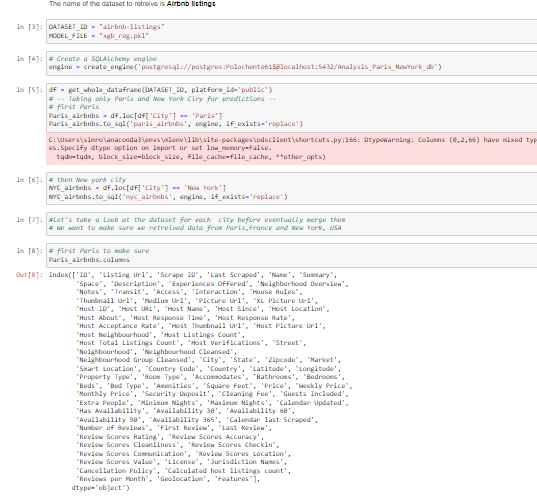 The name of the dataset to retreive is Airbnb listings
In [3]: DATASET_ID = "airbnb-listings"
MODEL_FILE = "xgb_reg.pkl"
In [4]: # Create a SQLAichemy engine
engine = create_engine('postgresql://postgres:Polochente61$@localhost:5432/Analysis_Paris_NewYork_db')
In [5]: df = get_whole_dataframe(DATASET_ID, platform_id='public')
# -- Taking only Paris and New York Ciry for predictions --
# first Paris
Paris_airbnbs = df.loc[df['City'] == 'Paris']
Paris_airbnbs.to_sql('paris_airbnbs', engine, if_exists='replace')
C:\Users\simro\anaconda3\envs\mlenv\lib\site-packages\odsclient\shortcuts.py:166: DtypeWarning: Columns (0,2,66) have mixed typ
es.Specify dtype option on import or set low_memory=False.
tqdm=tqdm, block_size=block_size, file_cache=file_cache, **other_opts)
In [6]: # then New york city
NYC_airbnbs = df.loc[df['City'] == 'New York']
NYC_airbnbs.to_sql('nyc_airbnbs', engine, if_exists='replace')
In [7]: #Let's take a Look at the dataset for each city before eventually merge them
# We want to make sure we retreived data from Paris,France and New York, USA
In [8]: # first Paris to make sure
Paris_airbnbs.columns
Out[8]: Index(['ID', 'Listing Url', 'Scrape ID', 'Last Scraped', 'Name', 'Summary',
'Space', 'Description', 'Experiences Offered', 'Neighborhood Overview',
'Notes', 'Transit', 'Access', 'Interaction', 'House Rules',
'Thumbnail Url', 'Medium Url', 'Picture Url', 'XL Picture Url',
'Host ID', 'Host URL', 'Host Name', 'Host Since', 'Host Location',
'Host About', 'Host Response Time', 'Host Response Rate',
'Host Acceptance Rate', 'Host Thumbnail Url', 'Host Picture Url',
'Host Neighbourhood', 'Host Listings Count',
'Host Total Listings Count', 'Host Verifications', 'Street',
'Neighbourhood', 'Neighbourhood Cleansed',
'Neighbourhood Group Cleansed', 'City', 'State', 'Zipcode', 'Market',
'Smart Location', 'Country Code', 'Country', 'Latitude', 'Longitude',
'Property Type', 'Room Type', 'Accommodates', 'Bathrooms', 'Bedrooms',
'Beds', 'Bed Type', 'Amenities', 'Square Feet', 'Price', 'Weekly Price',
'Monthly Price', 'Security Deposit', 'Cleaning Fee', 'Guests Included',
'Extra People', 'Minimum Nights', 'Maximum Nights', 'Calendar Updated',
'Has Availability', 'Availability 30', 'Availability 60',
'Availability 90', 'Availability 365', 'Calendar last Scraped',
'Number of Reviews', 'First Review', 'Last Review',
'Review Scores Rating', 'Review Scores Accuracy',
'Review Scores Cleanliness', 'Review Scores Checkin',
'Review Scores Communication', 'Review Scores Location',
'Review Scores Value', 'License', 'Jurisdiction Names',
'Cancellation Policy', 'Calculated host listings count',
'Reviews per Month', 'Geolocation', 'Features'],
dtype='object')